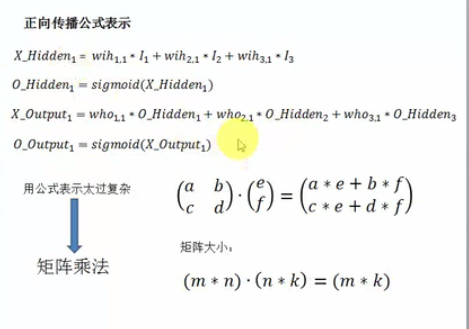 正向传播公式表示
X_Hidden₁ = wih₁,₁ * I₁ + wih₂,₁ * I₂ + wih₃,₁ * I₃
O_Hidden₁ = sigmoid(X_Hidden₁)
X_Output₁ = who₁,₁ * O_Hidden₁ + who₂,₁ * O_Hidden₂ + who₃,₁ * O_Hidden₃
O_Output₁ = sigmoid(X_Output₁)
用公式表示太过复杂
矩阵乘法
(a b) · (e) = (a * e + b * f)
(c d) (f) (c * e + d * f)
矩阵大小:
(m * n) · (n * k) = (m * k)